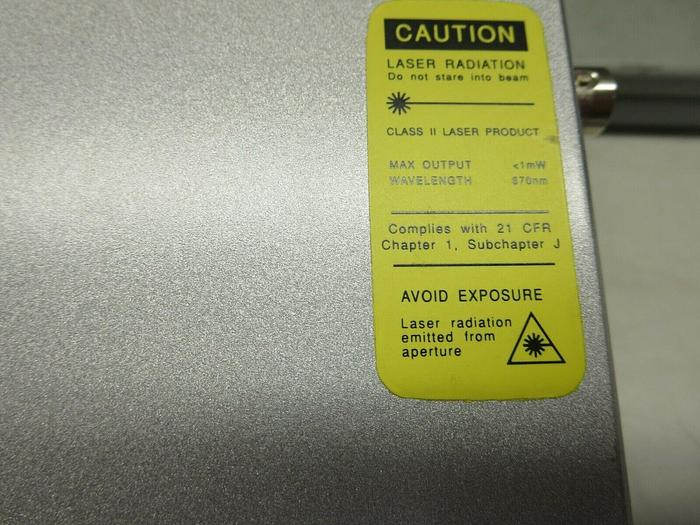 CAUTION
LASER RADIATION
Do not stare into beam
CLASS II LASER PRODUCT
MAX OUTPUT <1mW
WAVELENGTH 670nm
Complies with 21 CFR
Chapter 1, Subchapter J
AVOID EXPOSURE
Laser radiation
emitted from
aperture